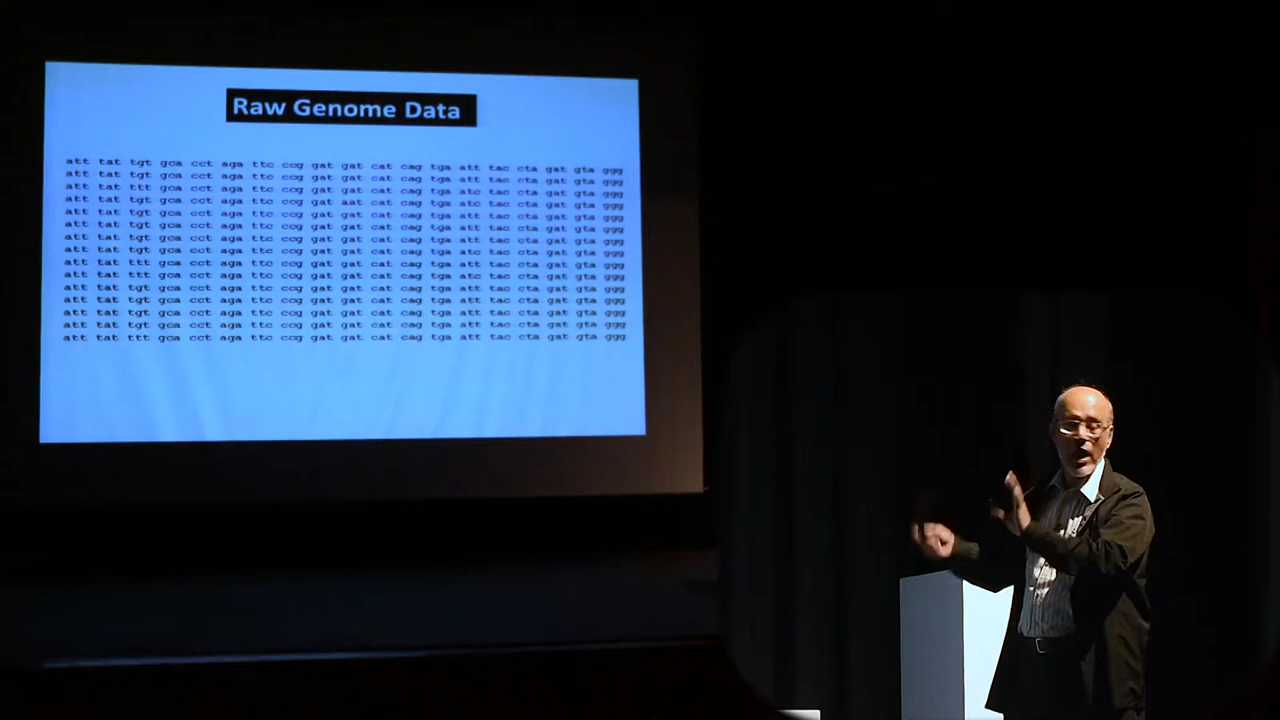 Raw Genome Data
att tat tgt gca cct aga ttc ccg gat gat cat cag tga att tac cta gat gta ggg
att tat tgt gca cct aga ttc ccg gat gat cat cag tga att tac cta gat gta ggg
att tat ttt gca cct aga ttc ccg gat gat cat cag tga atc tac cta gat gta ggg
att tat tgt gca cct aga ttc ccg gat aat cat cag tga atc tac cta gat gta ggg
att tat tgt gca cct aga ttc ccg gat gat cat cag tga att tac cta gat gta ggg
att tat tgt gca cct aga ttc ccg gat gat cat cag tga att tac cta gat gta ggg
att tat tgt gca cct aga ttc ccg gat gat cat cag tga att tac cta gat gta ggg
att tat tgt gca cct aga ttc ccg gat gat cat cag tga atc tac cta gat gta ggg
att tat ttt gca cct aga ttc ccg gat gat cat cag tga att tac cta gat gta ggg
att tat ttt gca cct aga ttc ccg gat gat cat cag tga atc tac cta gat gta ggg
att tat tgt gca cct aga ttc ccg gat gat cat cag tga att tac cta gat gta ggg
att tat tgt gca cct aga ttc ccg gat gat cat cag tga att tac cta gat gta ggg
att tat tgt gca cct aga ttc ccg gat gat cat cag tga att tac cta gat gta ggg
att tat tgt gca cct aga ttc ccg gat gat cat cag tga att tac cta gat gta ggg
att tat ttt gca cct aga ttc ccg gat gat cat cag tga att tac cta gat gta ggg